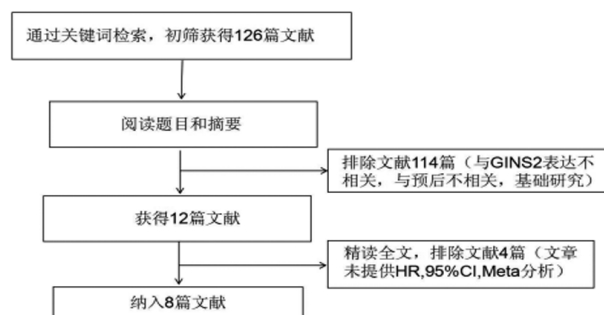 通过关键词检索，初筛获得126篇文献
阅读题目和摘要
排除文献114篇（与GINS2表达不
相关，与预后不相关，基础研究）
获得12篇文献
精读全文，排除文献4篇（文章
未提供HR,95%CI,Meta分析）
纳入8篇文献